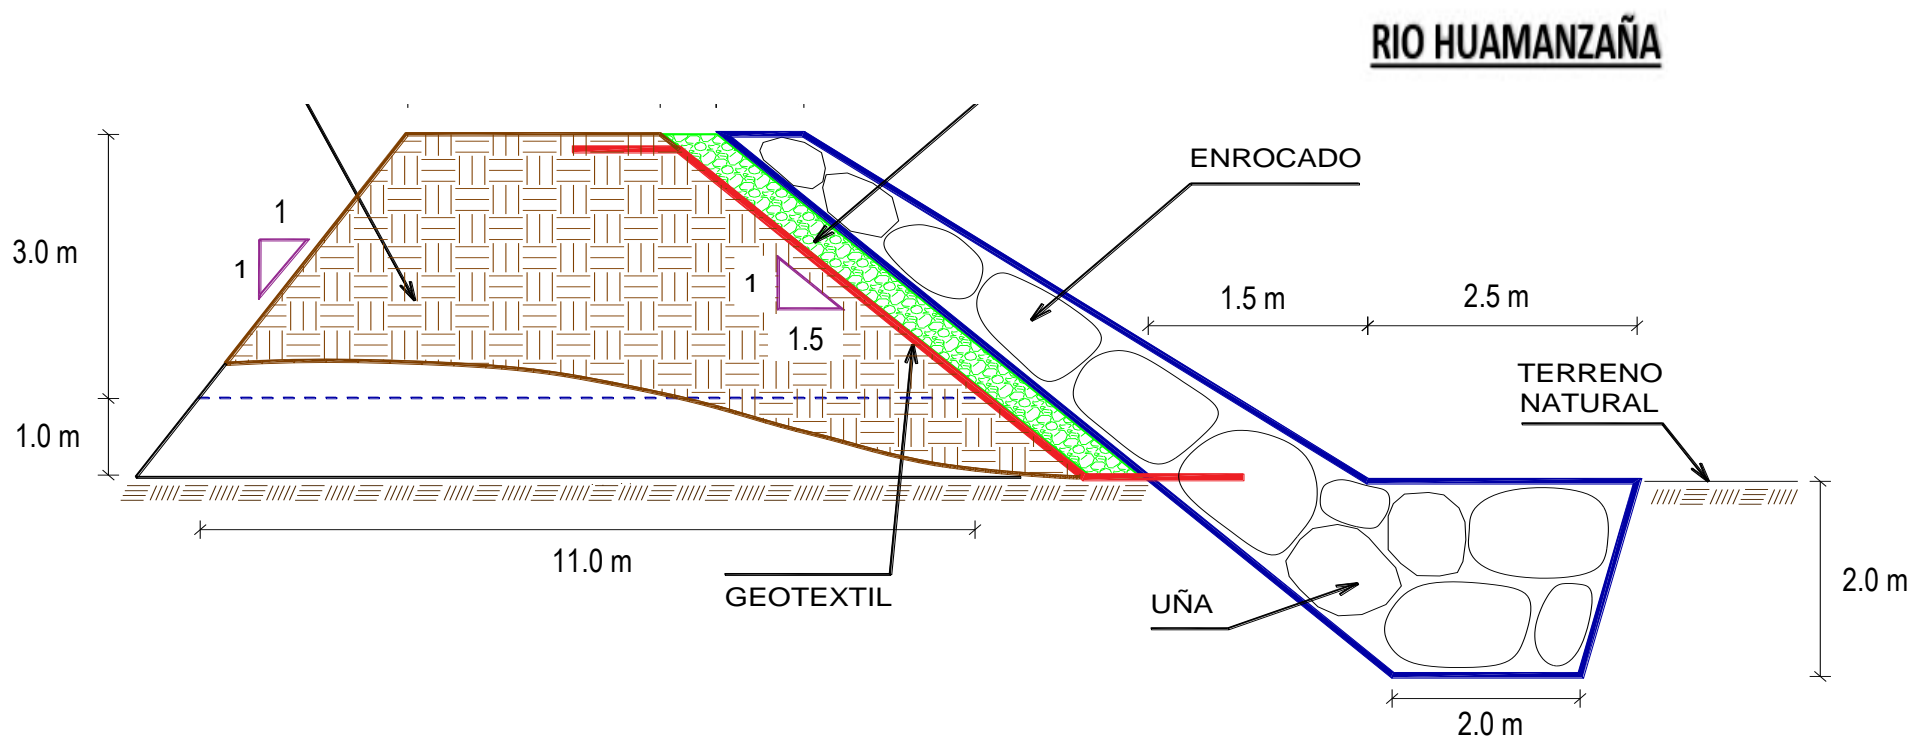 RIO HUAMANZAÑA
ENROCADO
1
3.0 m
1
1
1.5 m
2.5 m
1.5
TERRENO
NATURAL
1.0 m
11.0 m
GEOTEXTIL
UÑA
2.0 m
2.0 m